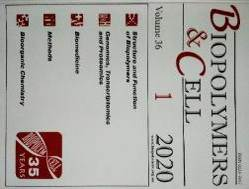 BIOPOLYMERS
& CELL
Volume 36
1
2020
Structure and Function
of Biopolymers
Genomics, Transcriptomics
and Proteomics
Biomedicine
Methods
Bioorganic Chemistry
35
YEARS